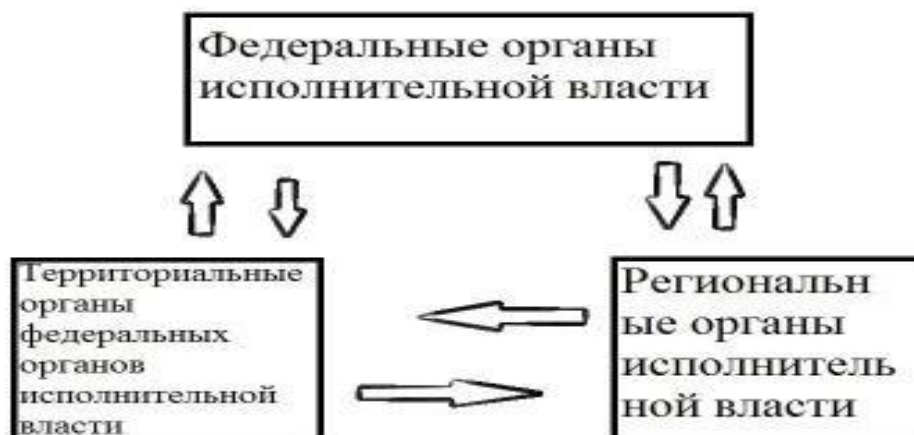 Федеральные органы
исполнительной власти
Территориальные
органы
федеральных
органов
исполнительной
власти
Региональн
ые органы
исполнитель
ной власти